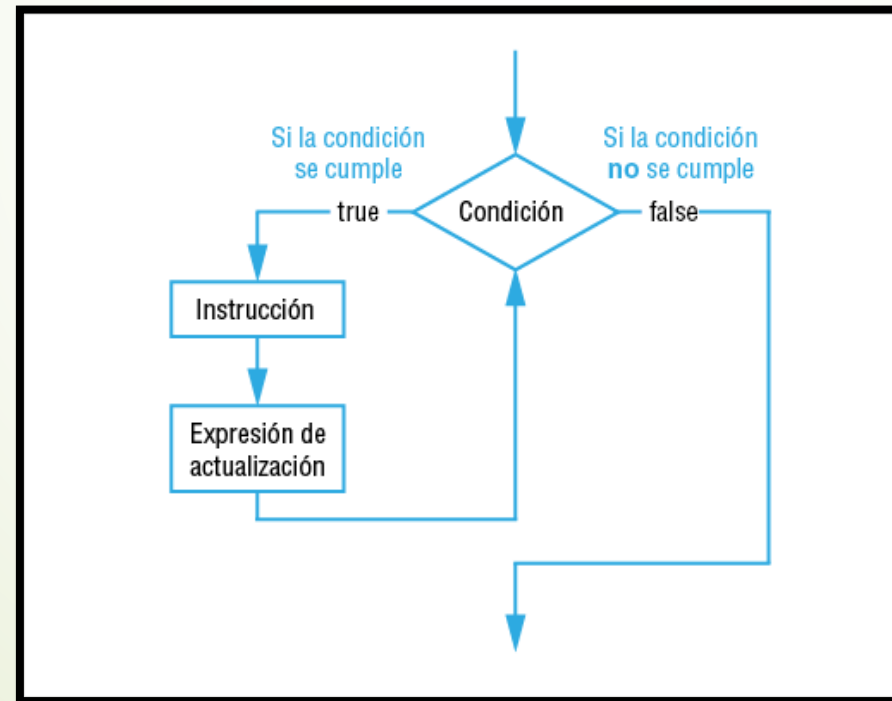 Si la condición
se cumple
Si la condición
no se cumple
true
Condición
false
Instrucción
Expresión de
actualización